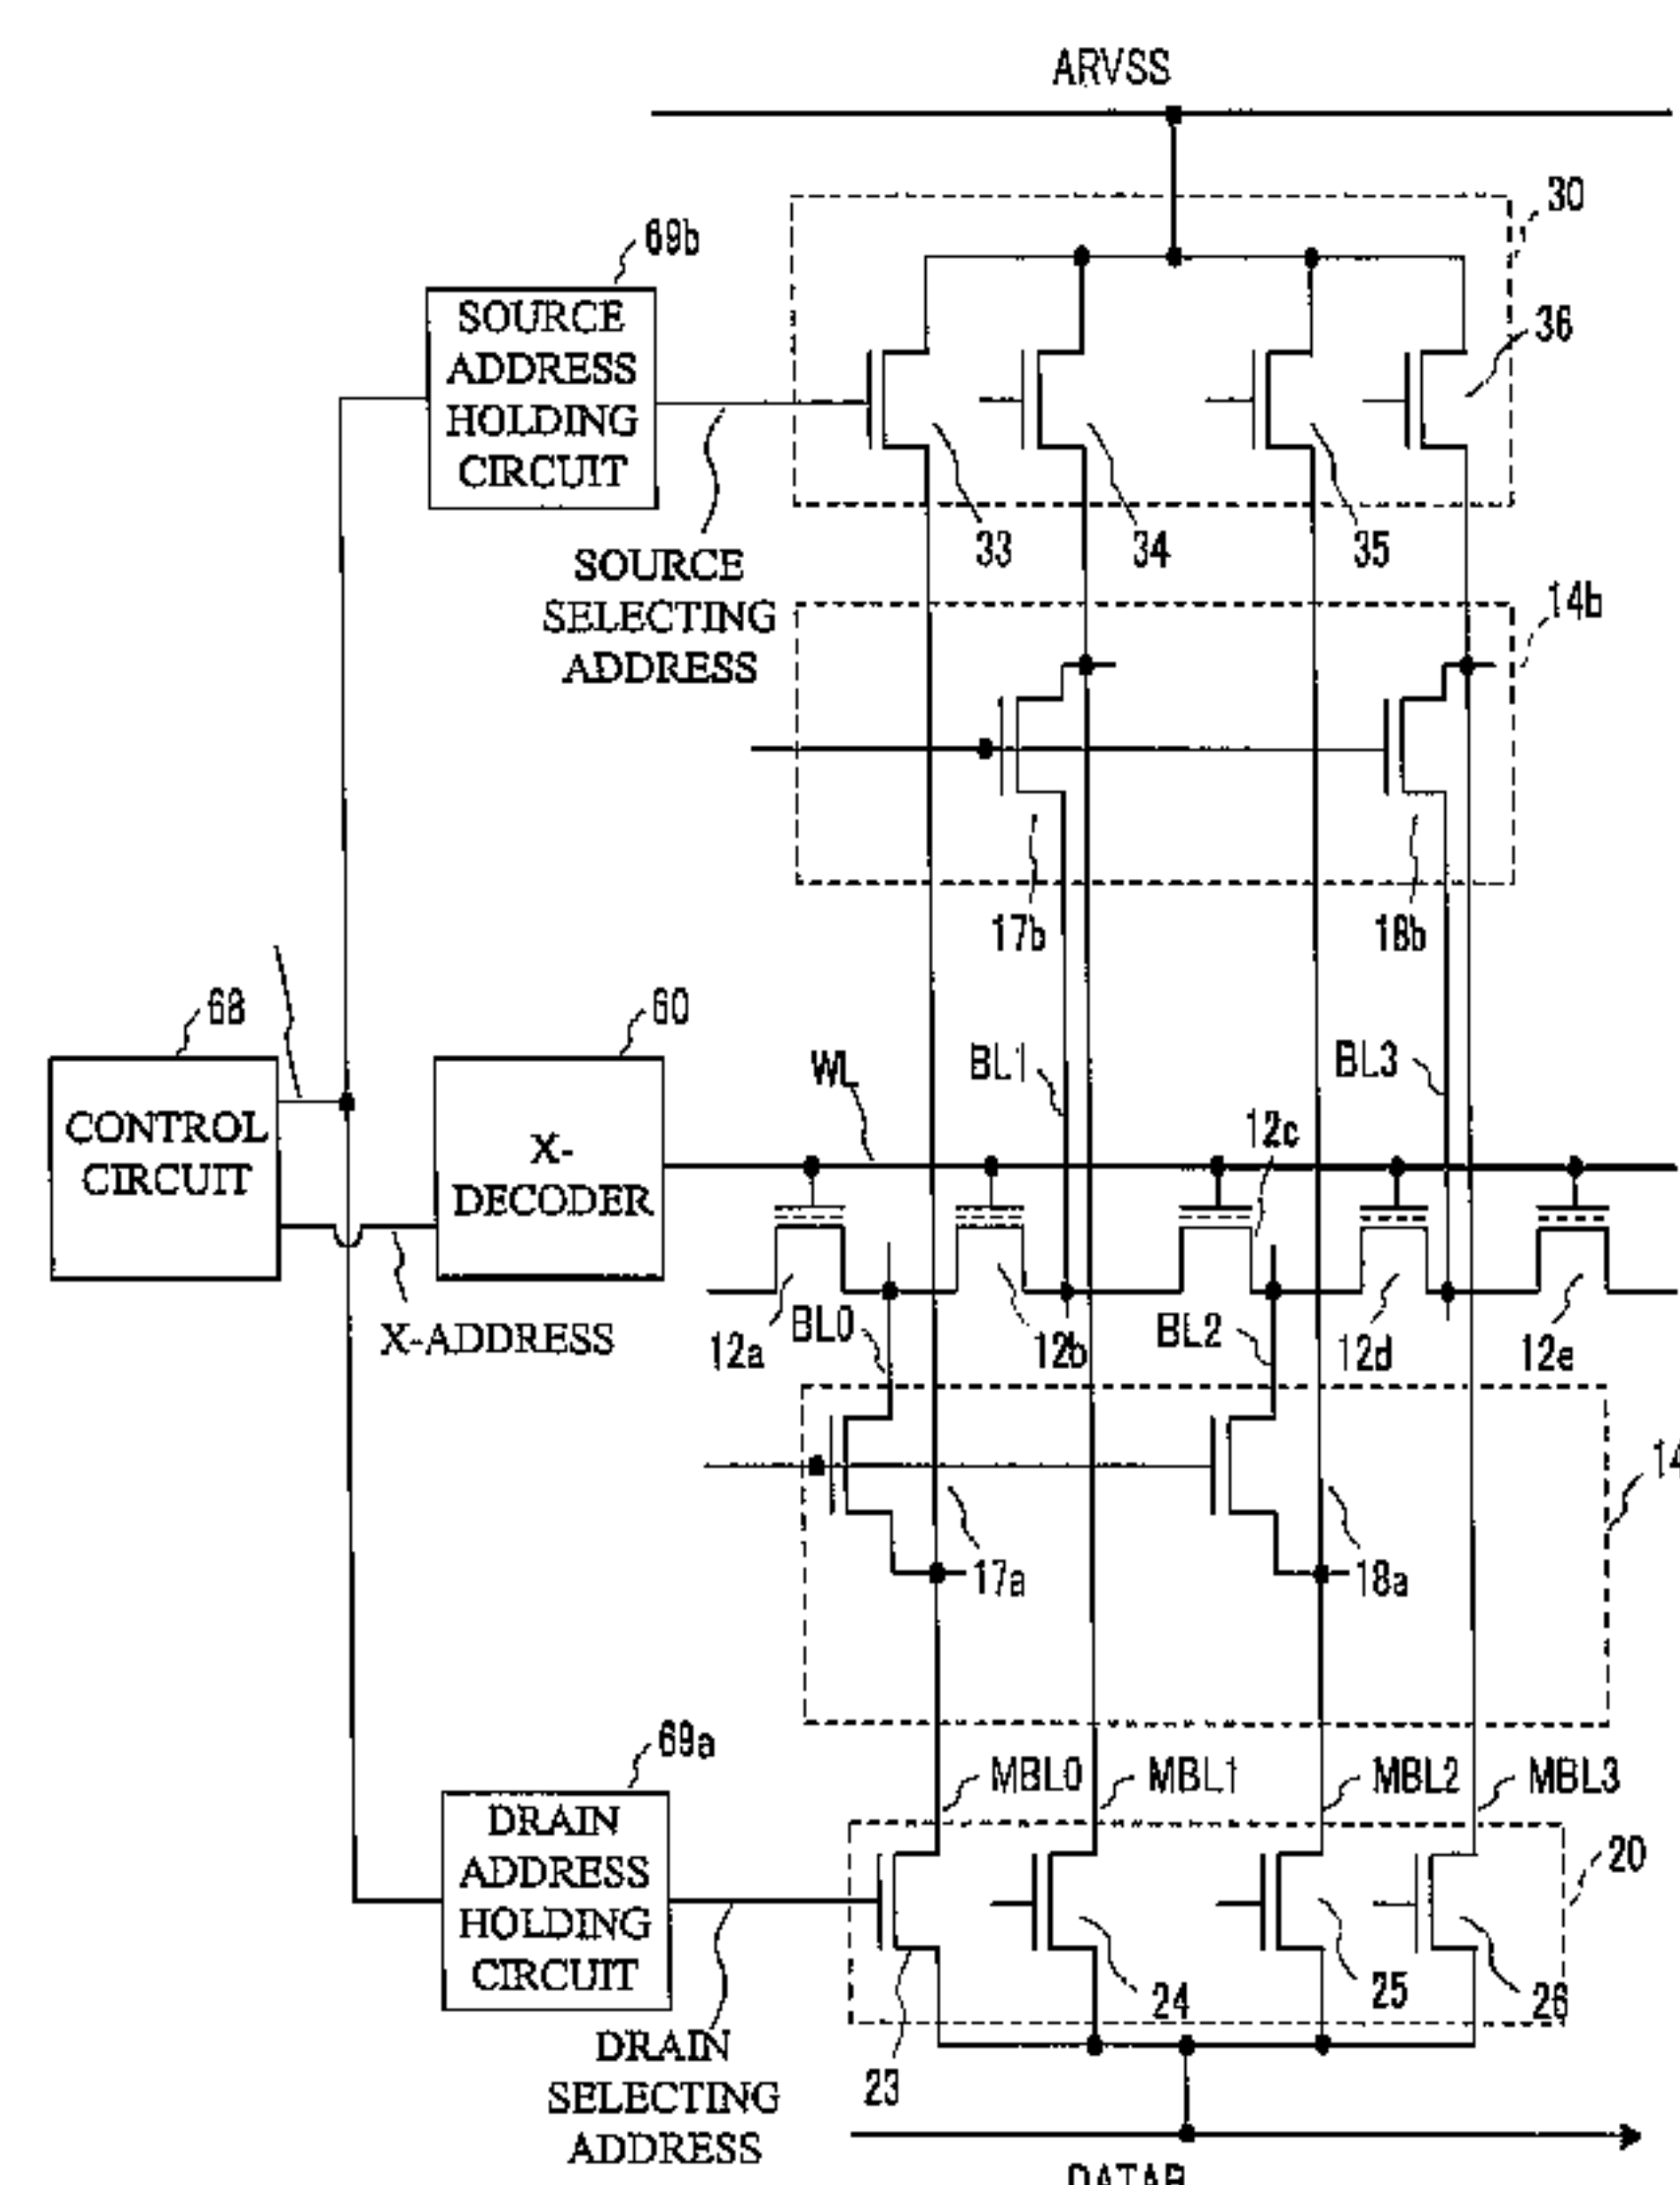 ARVSS
30
69b
SOURCE
ADDRESS
HOLDING
CIRCUIT
36
33
34
35
SOURCE
SELECTING
ADDRESS
14b
17b
18b
68
60
CONTROL
CIRCUIT
X-
DECODER
WL
BL1
BL3
12c
X-ADDRESS
12a
BL0
12b
BL2
12d
12e
14
17a
18a
69a
MBL0
MBL1
MBL2
MBL3
DRAIN
ADDRESS
HOLDING
CIRCUIT
20
24
25
26
23
DRAIN
SELECTING
ADDRESS